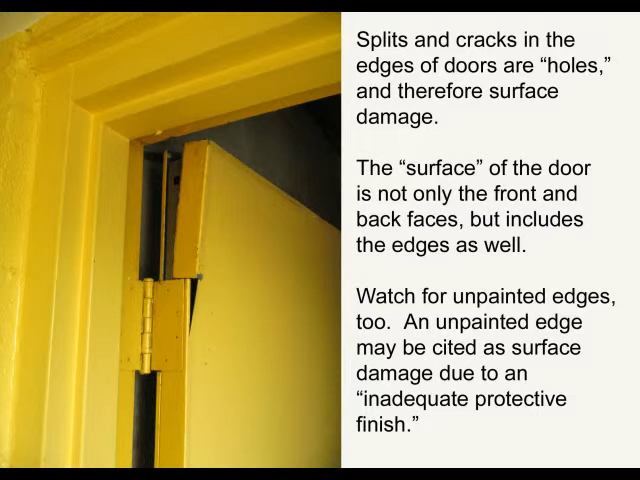 Splits and cracks in the
edges of doors are “holes,”
and therefore surface
damage.
The “surface” of the door
is not only the front and
back faces, but includes
the edges as well.
Watch for unpainted edges,
too.  An unpainted edge
may be cited as surface
damage due to an
“inadequate protective
finish.”